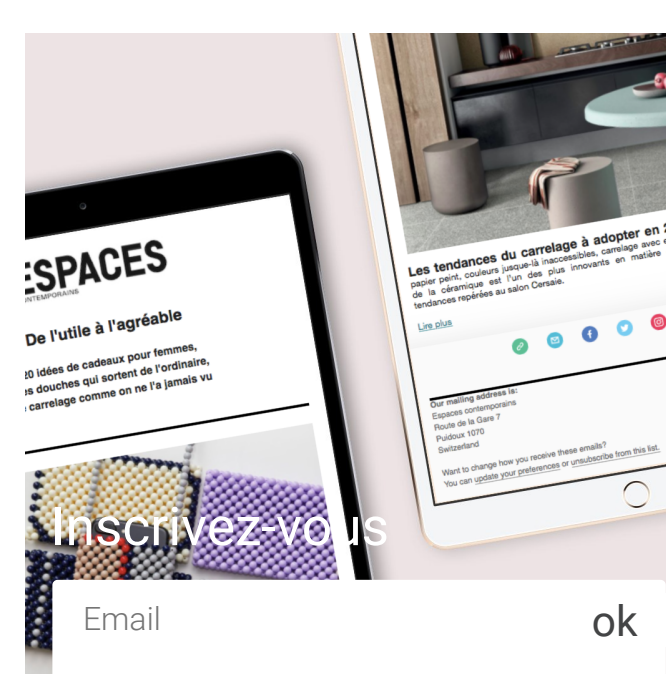 ESPACES
De l'utile à l'agréable
20 idées de cadeaux pour femmes,
douches qui sortent de l'ordinaire,
carrelage comme on ne l'a jamais vu
Les tendances du carrelage à adopter en
papier peint, couleurs jusque-là inaccessibles, carrelage avec
de la céramique est l'un des plus innovants en matière
tendances repérées au salon Cersaie.
Lire plus
Our mailing address is:
Espaces contemporains
Route de la Gare 7
Puidoux 1070
Switzerland
Want to change how you receive these emails?
You can update your preferences or unsubscribe from this list.
Inscrivez-vous
Email
ok